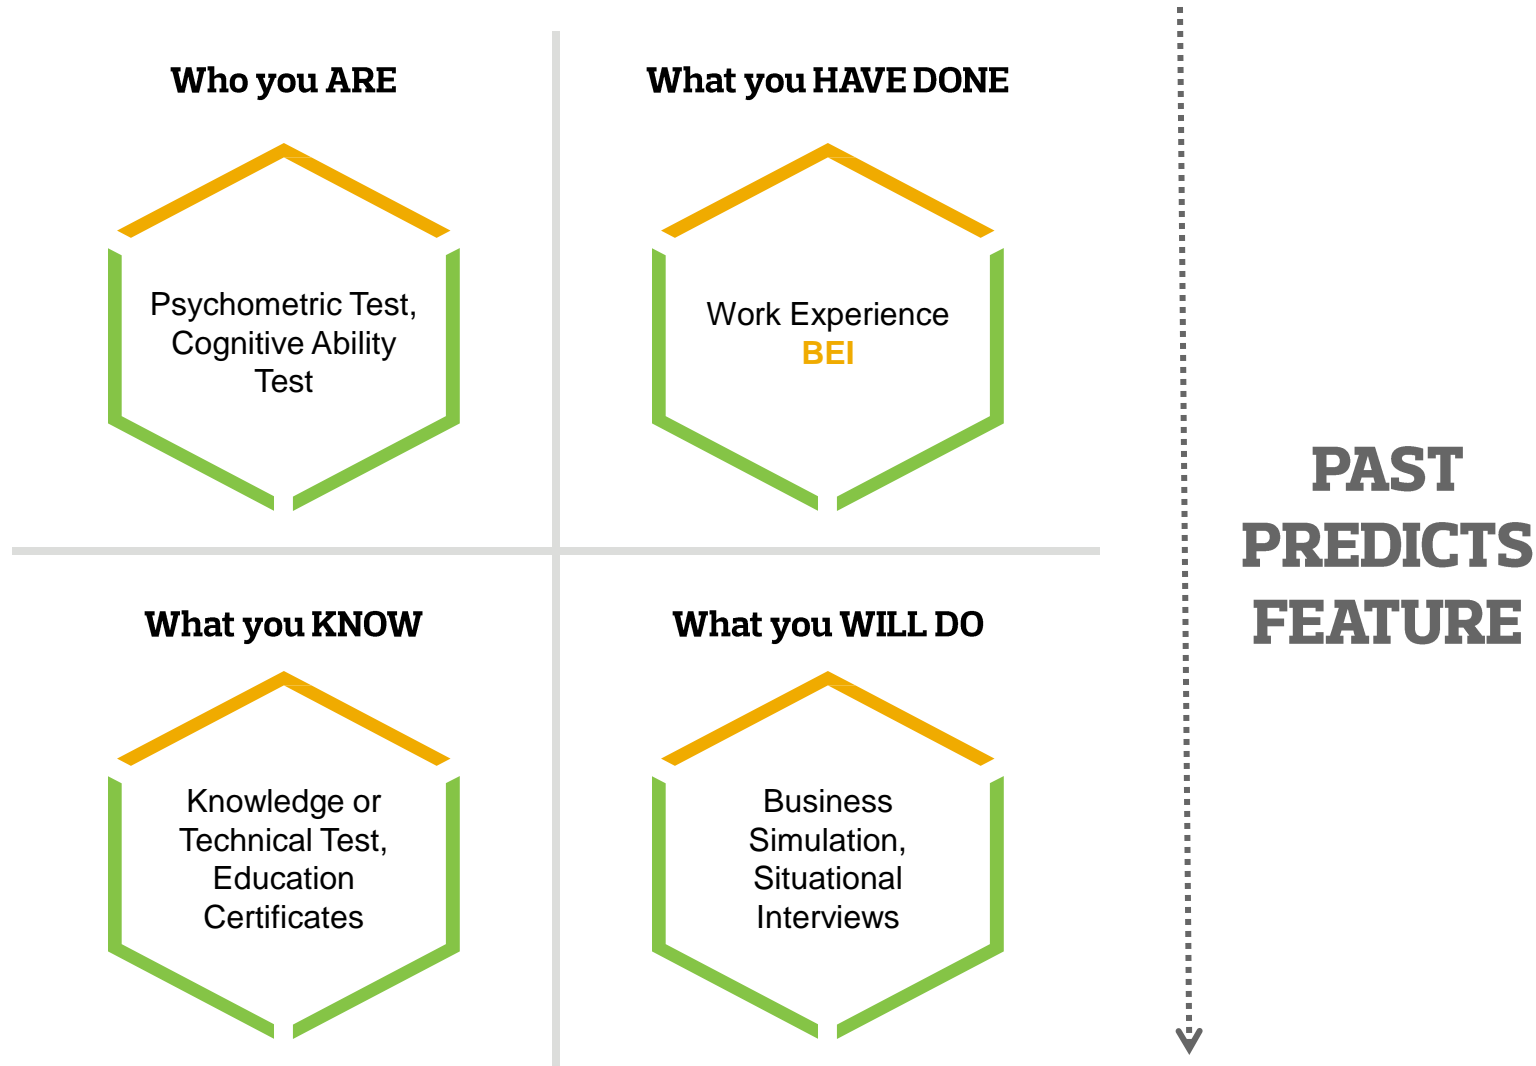 Who you ARE
Psychometric Test,
Cognitive Ability
Test
What you HAVE DONE
Work Experience
BEI
What you KNOW
Knowledge or
Technical Test,
Education
Certificates
What you WILL DO
Business
Simulation,
Situational
Interviews
PAST
PREDICTS
FEATURE